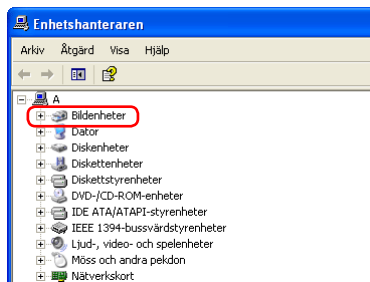 Enhetshanteraren
Arkiv Åtgärd Visa Hjälp
A
Bildenheter
Dator
Diskenheter
Diskettenheter
Diskettstyrenheter
DVD-/CD-ROM-enheter
IDE ATA/ATAPI-styrenheter
IEEE 1394-bussvärdstyrenheter
Ljud-, video- och spelenheter
Möss och andra pekdon
Nätverkskort